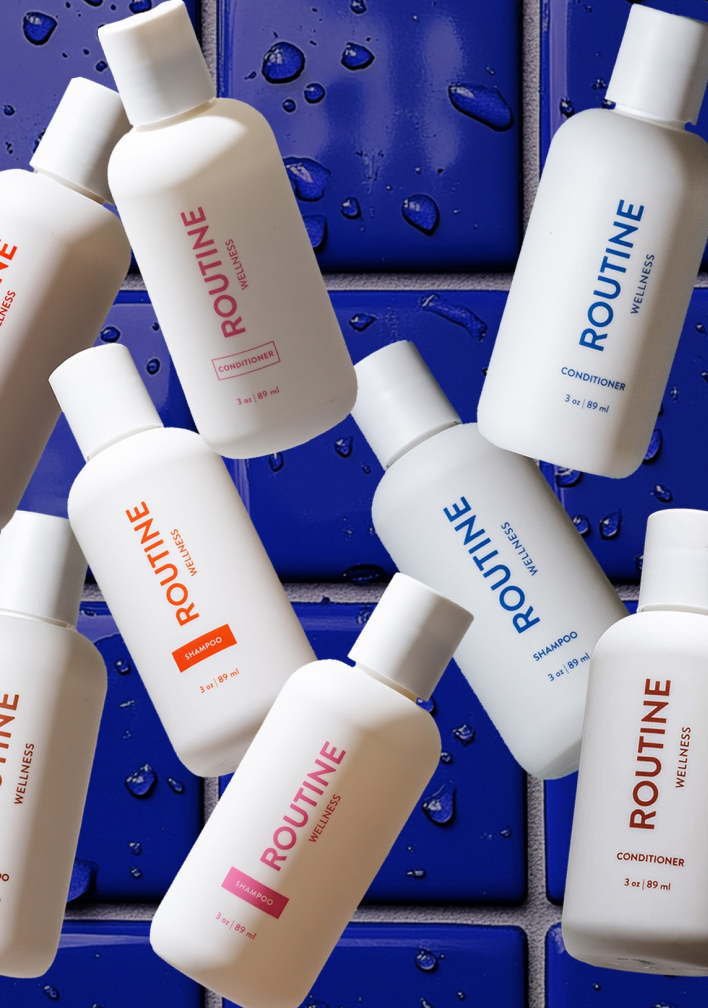 ROUTINE
WELLNESS
CONDITIONER
3 oz | 89 ml
ROUTINE
WELLNESS
CONDITIONER
3 oz | 89 ml
ROUTINE
WELLNESS
SHAMPOO
3 oz | 89 ml
ROUTINE
WELLNESS
SHAMPOO
3 oz | 89 ml
ROUTINE
WELLNESS
SHAMPOO
3 oz | 89 ml
ROUTINE
WELLNESS
CONDITIONER
3 oz | 89 ml
WELLNESS